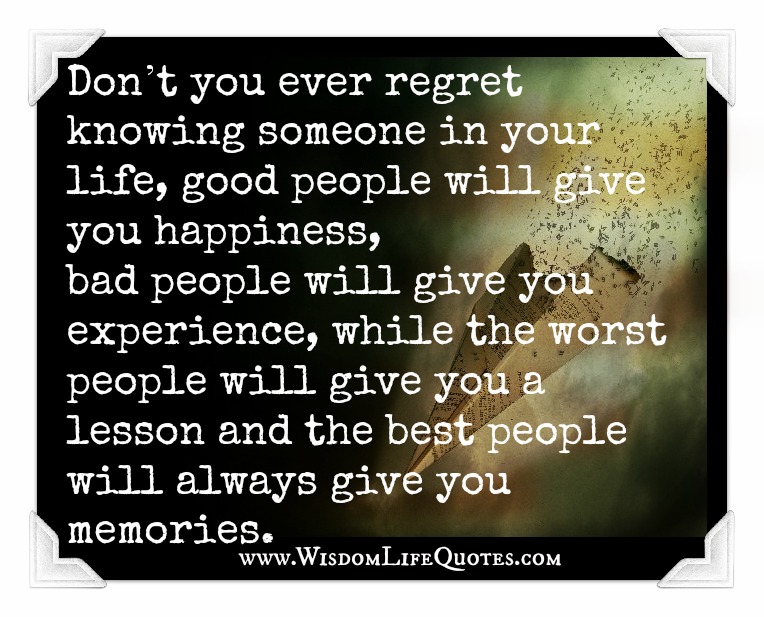 Don't you ever regret
knowing someone in your
life, good people will give
you happiness,
bad people will give you
experience, while the worst
people will give you a
lesson and the best people
will always give you
memories.
www.WisdomLifeQuotes.com